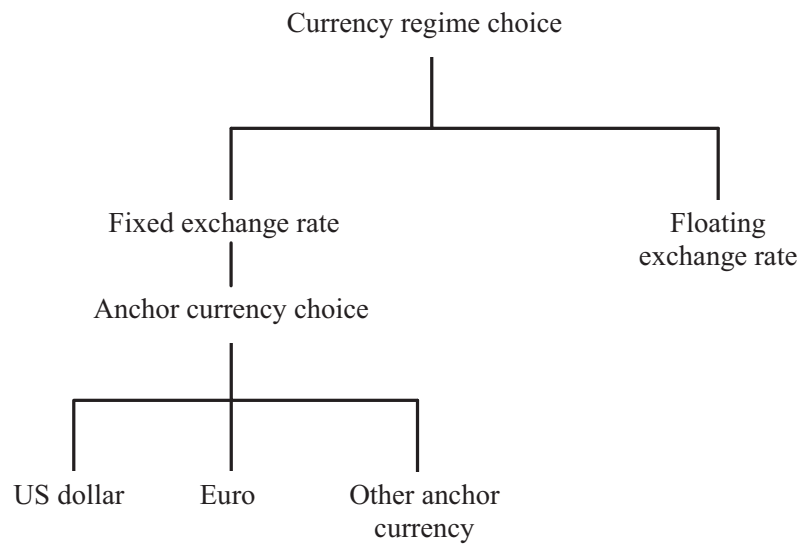 Currency regime choice
Fixed exchange rate
Floating
exchange rate
Anchor currency choice
US dollar
Euro
Other anchor
currency